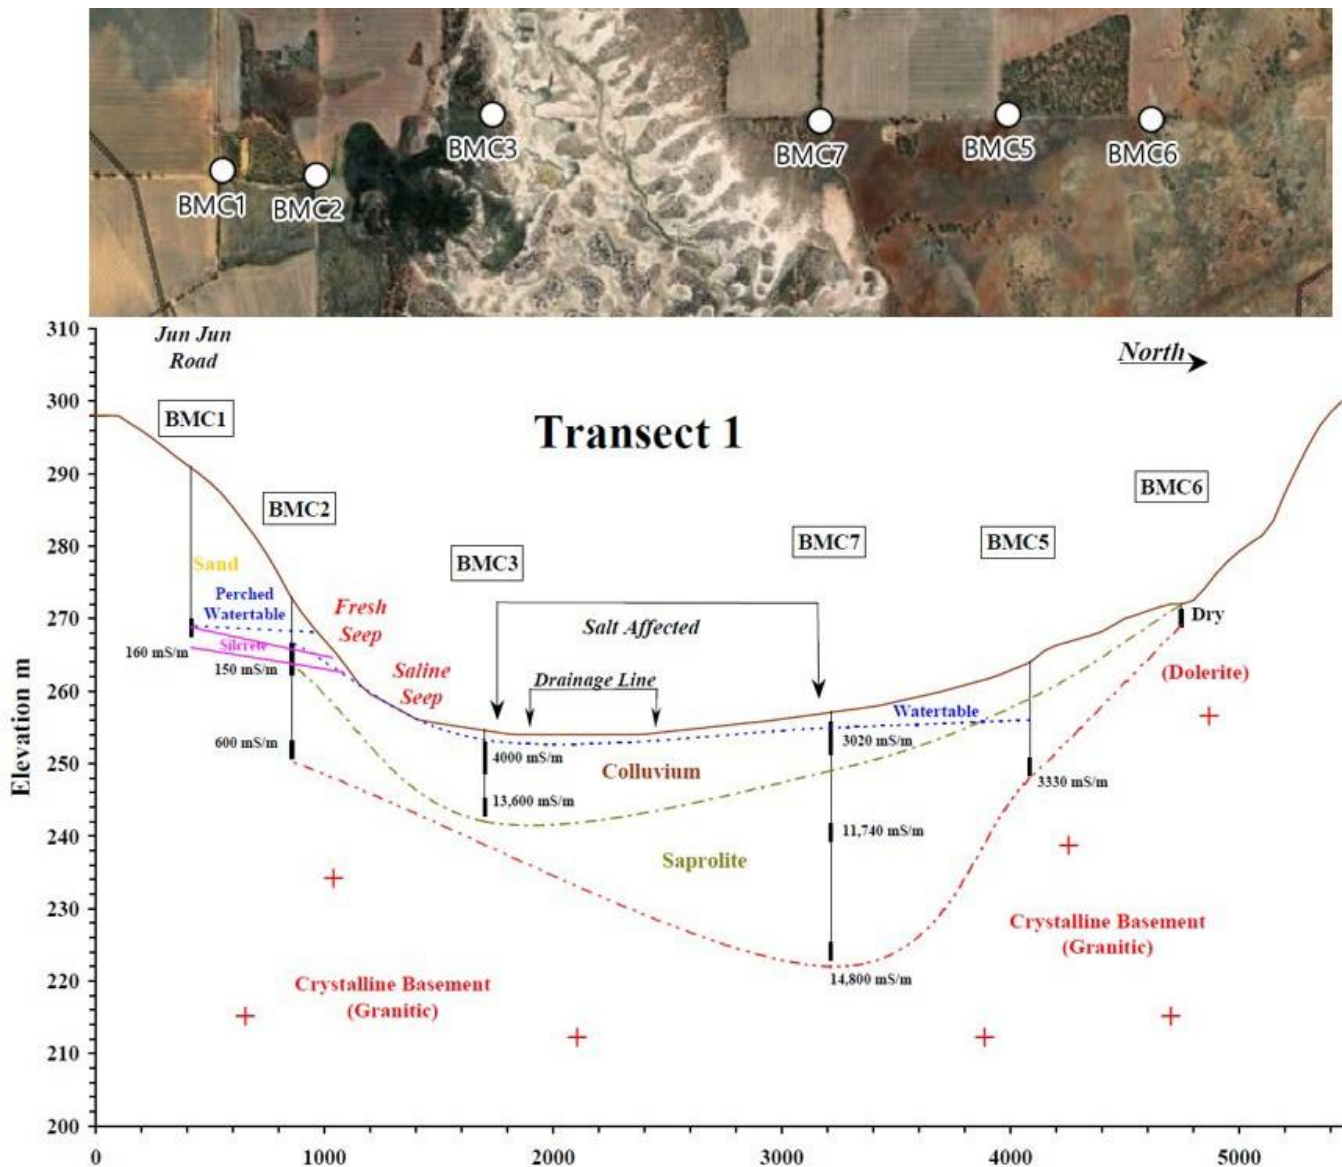 BMC1
BMC2
BMC3
BMC7
BMC5
BMC6
Jun Jun
Road
North
Transect 1
BMC1
BMC2
BMC3
BMC7
BMC5
BMC6
Sand
Perched
Watertable
Silcrete
Fresh
Seep
Saline
Seep
Salt Affected
Drainage Line
Watertable
Dry
(Dolerite)
160 mS/m
150 mS/m
600 mS/m
4000 mS/m
13,600 mS/m
3020 mS/m
11,740 mS/m
14,800 mS/m
3330 mS/m
Colluvium
Saprolite
Crystalline Basement
(Granitic)
Crystalline Basement
(Granitic)
Elevation m
310
300
290
280
270
260
250
240
230
220
210
200
0
1000
2000
3000
4000
5000